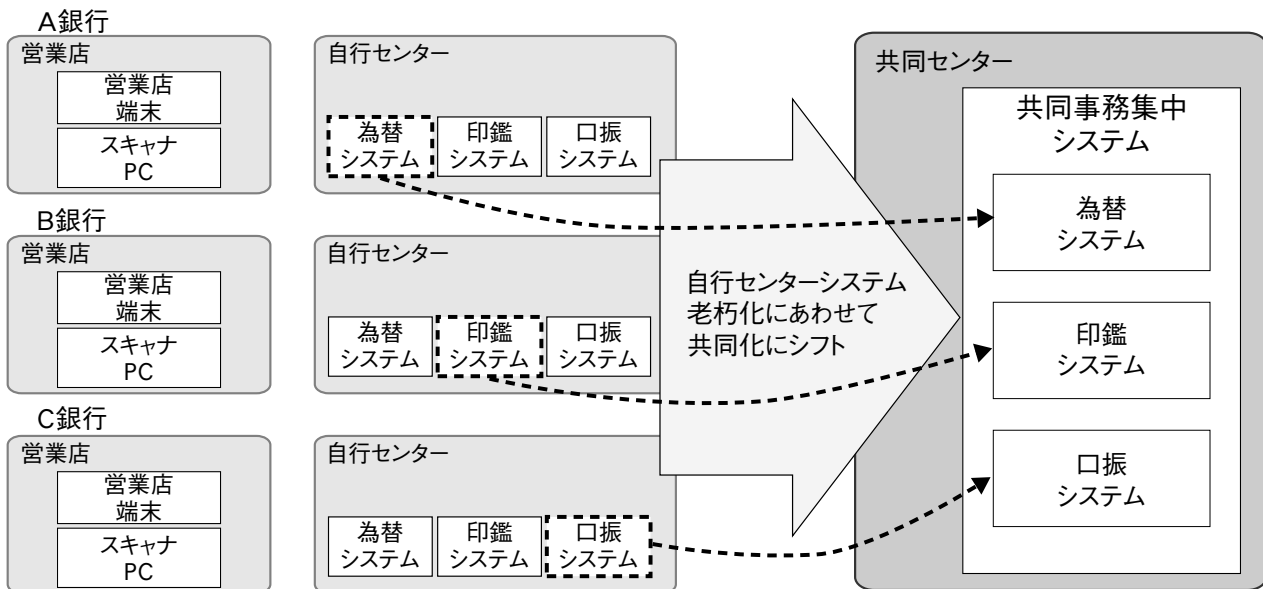 A銀行
営業店
営業店
端末
スキャナ
PC
自行センター
為替
システム
印鑑
システム
口振
システム
B銀行
営業店
営業店
端末
スキャナ
PC
自行センター
為替
システム
印鑑
システム
口振
システム
C銀行
営業店
営業店
端末
スキャナ
PC
自行センター
為替
システム
印鑑
システム
口振
システム
自行センターシステム
老朽化にあわせて
共同化にシフト
共同センター
共同事務集中
システム
為替
システム
印鑑
システム
口振
システム